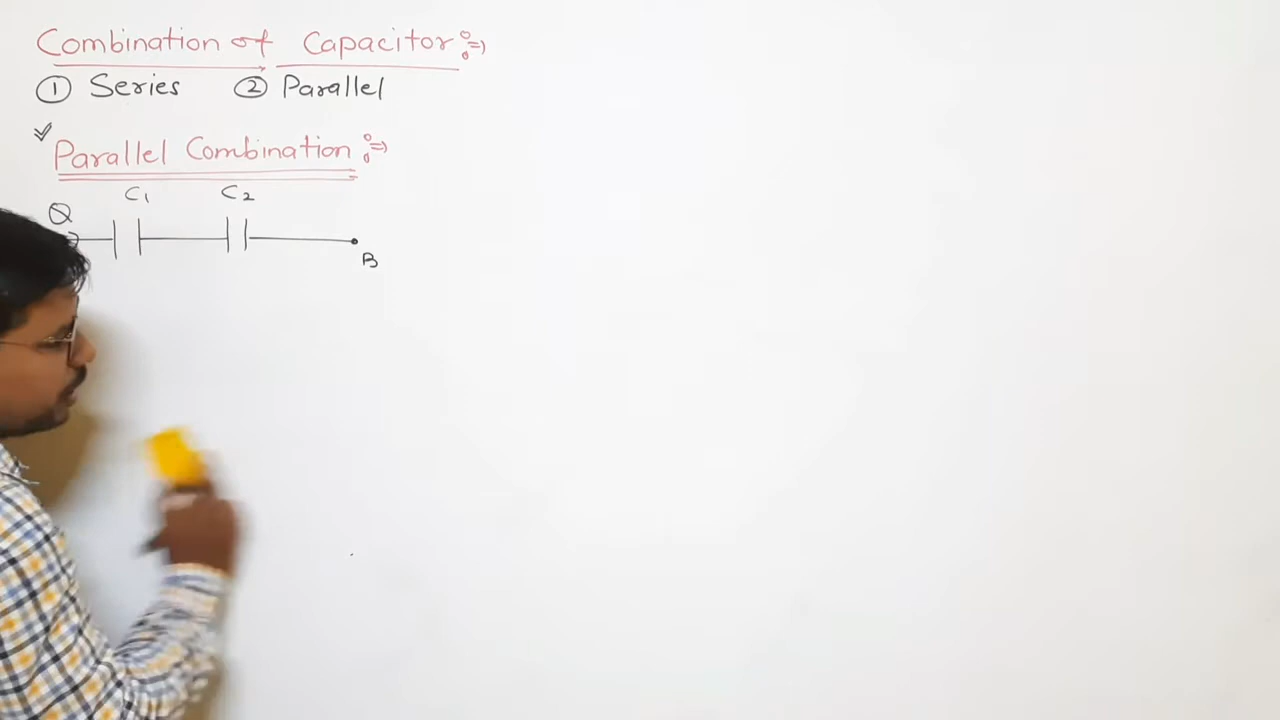 Combination of Capacitor :⇒
① Series ② Parallel
✓ Parallel Combination :⇒
C1 C2
Q
B